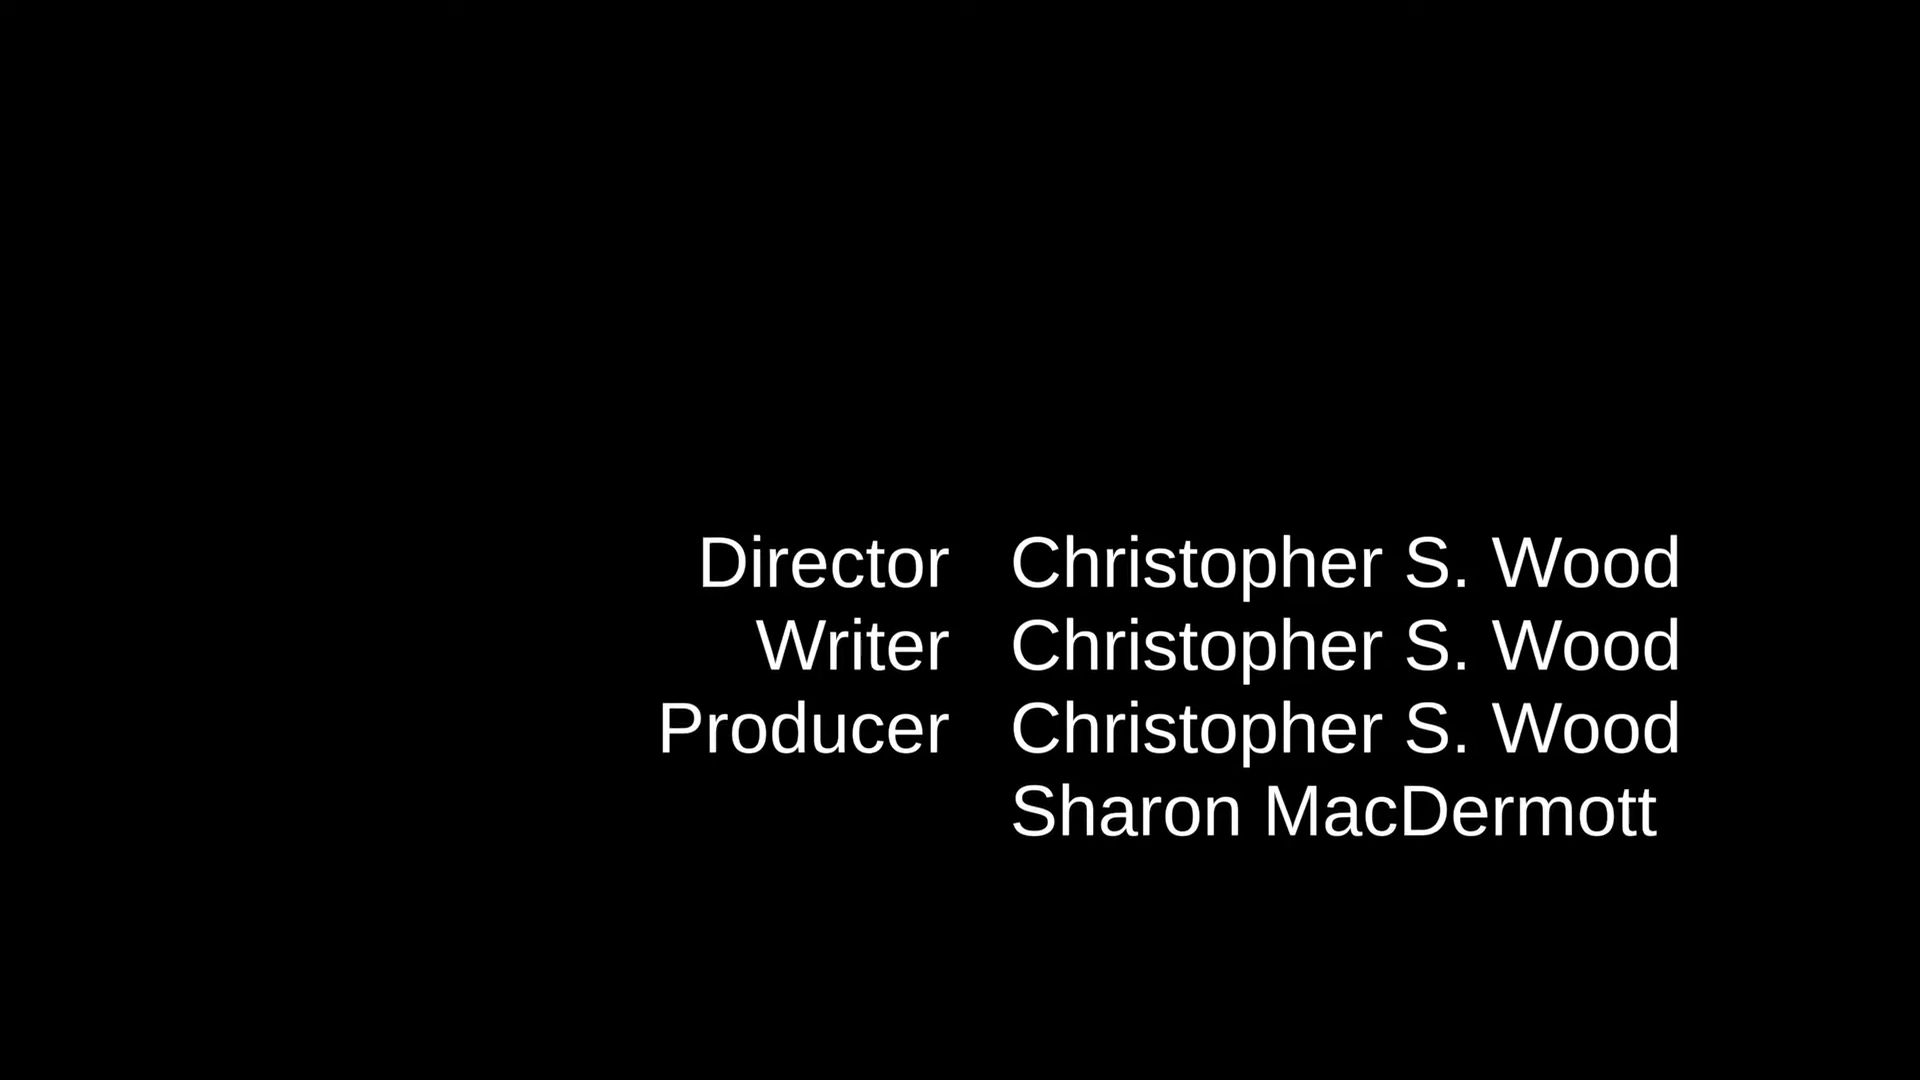 Director Christopher S. Wood
Writer Christopher S. Wood
Producer Christopher S. Wood
Sharon MacDermott